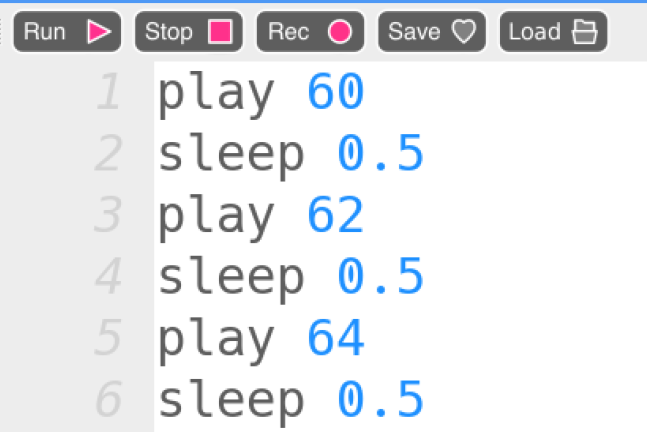 Run Stop Rec Save Load
1 play 60
2 sleep 0.5
3 play 62
4 sleep 0.5
5 play 64
6 sleep 0.5